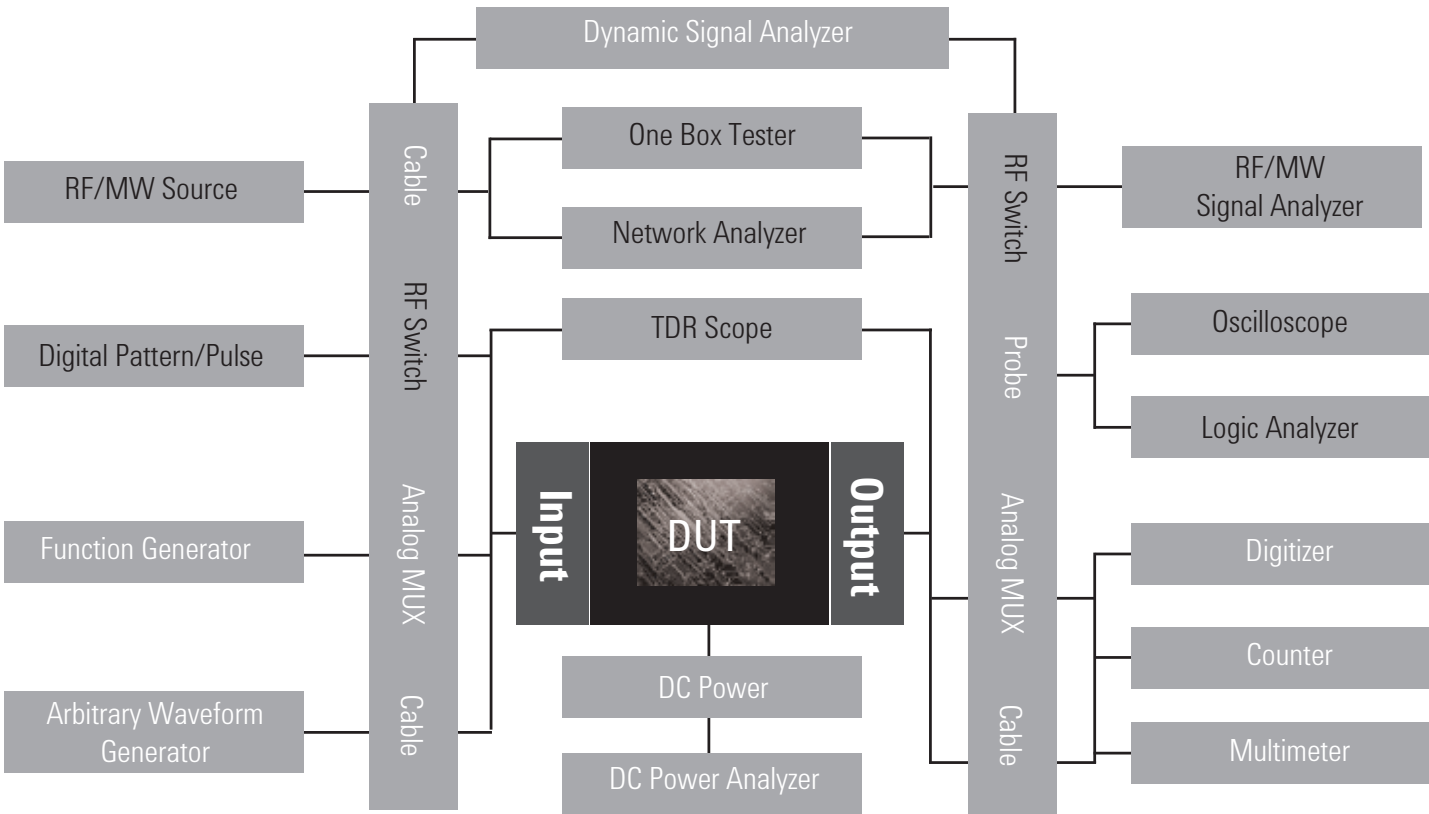 Dynamic Signal Analyzer
RF/MW Source
Digital Pattern/Pulse
Function Generator
Arbitrary Waveform
Generator
Cable
RF Switch
Analog MUX
Cable
One Box Tester
Network Analyzer
TDR Scope
Input
DUT
Output
DC Power
DC Power Analyzer
RF Switch
Probe
Analog MUX
Cable
RF/MW
Signal Analyzer
Oscilloscope
Logic Analyzer
Digitizer
Counter
Multimeter